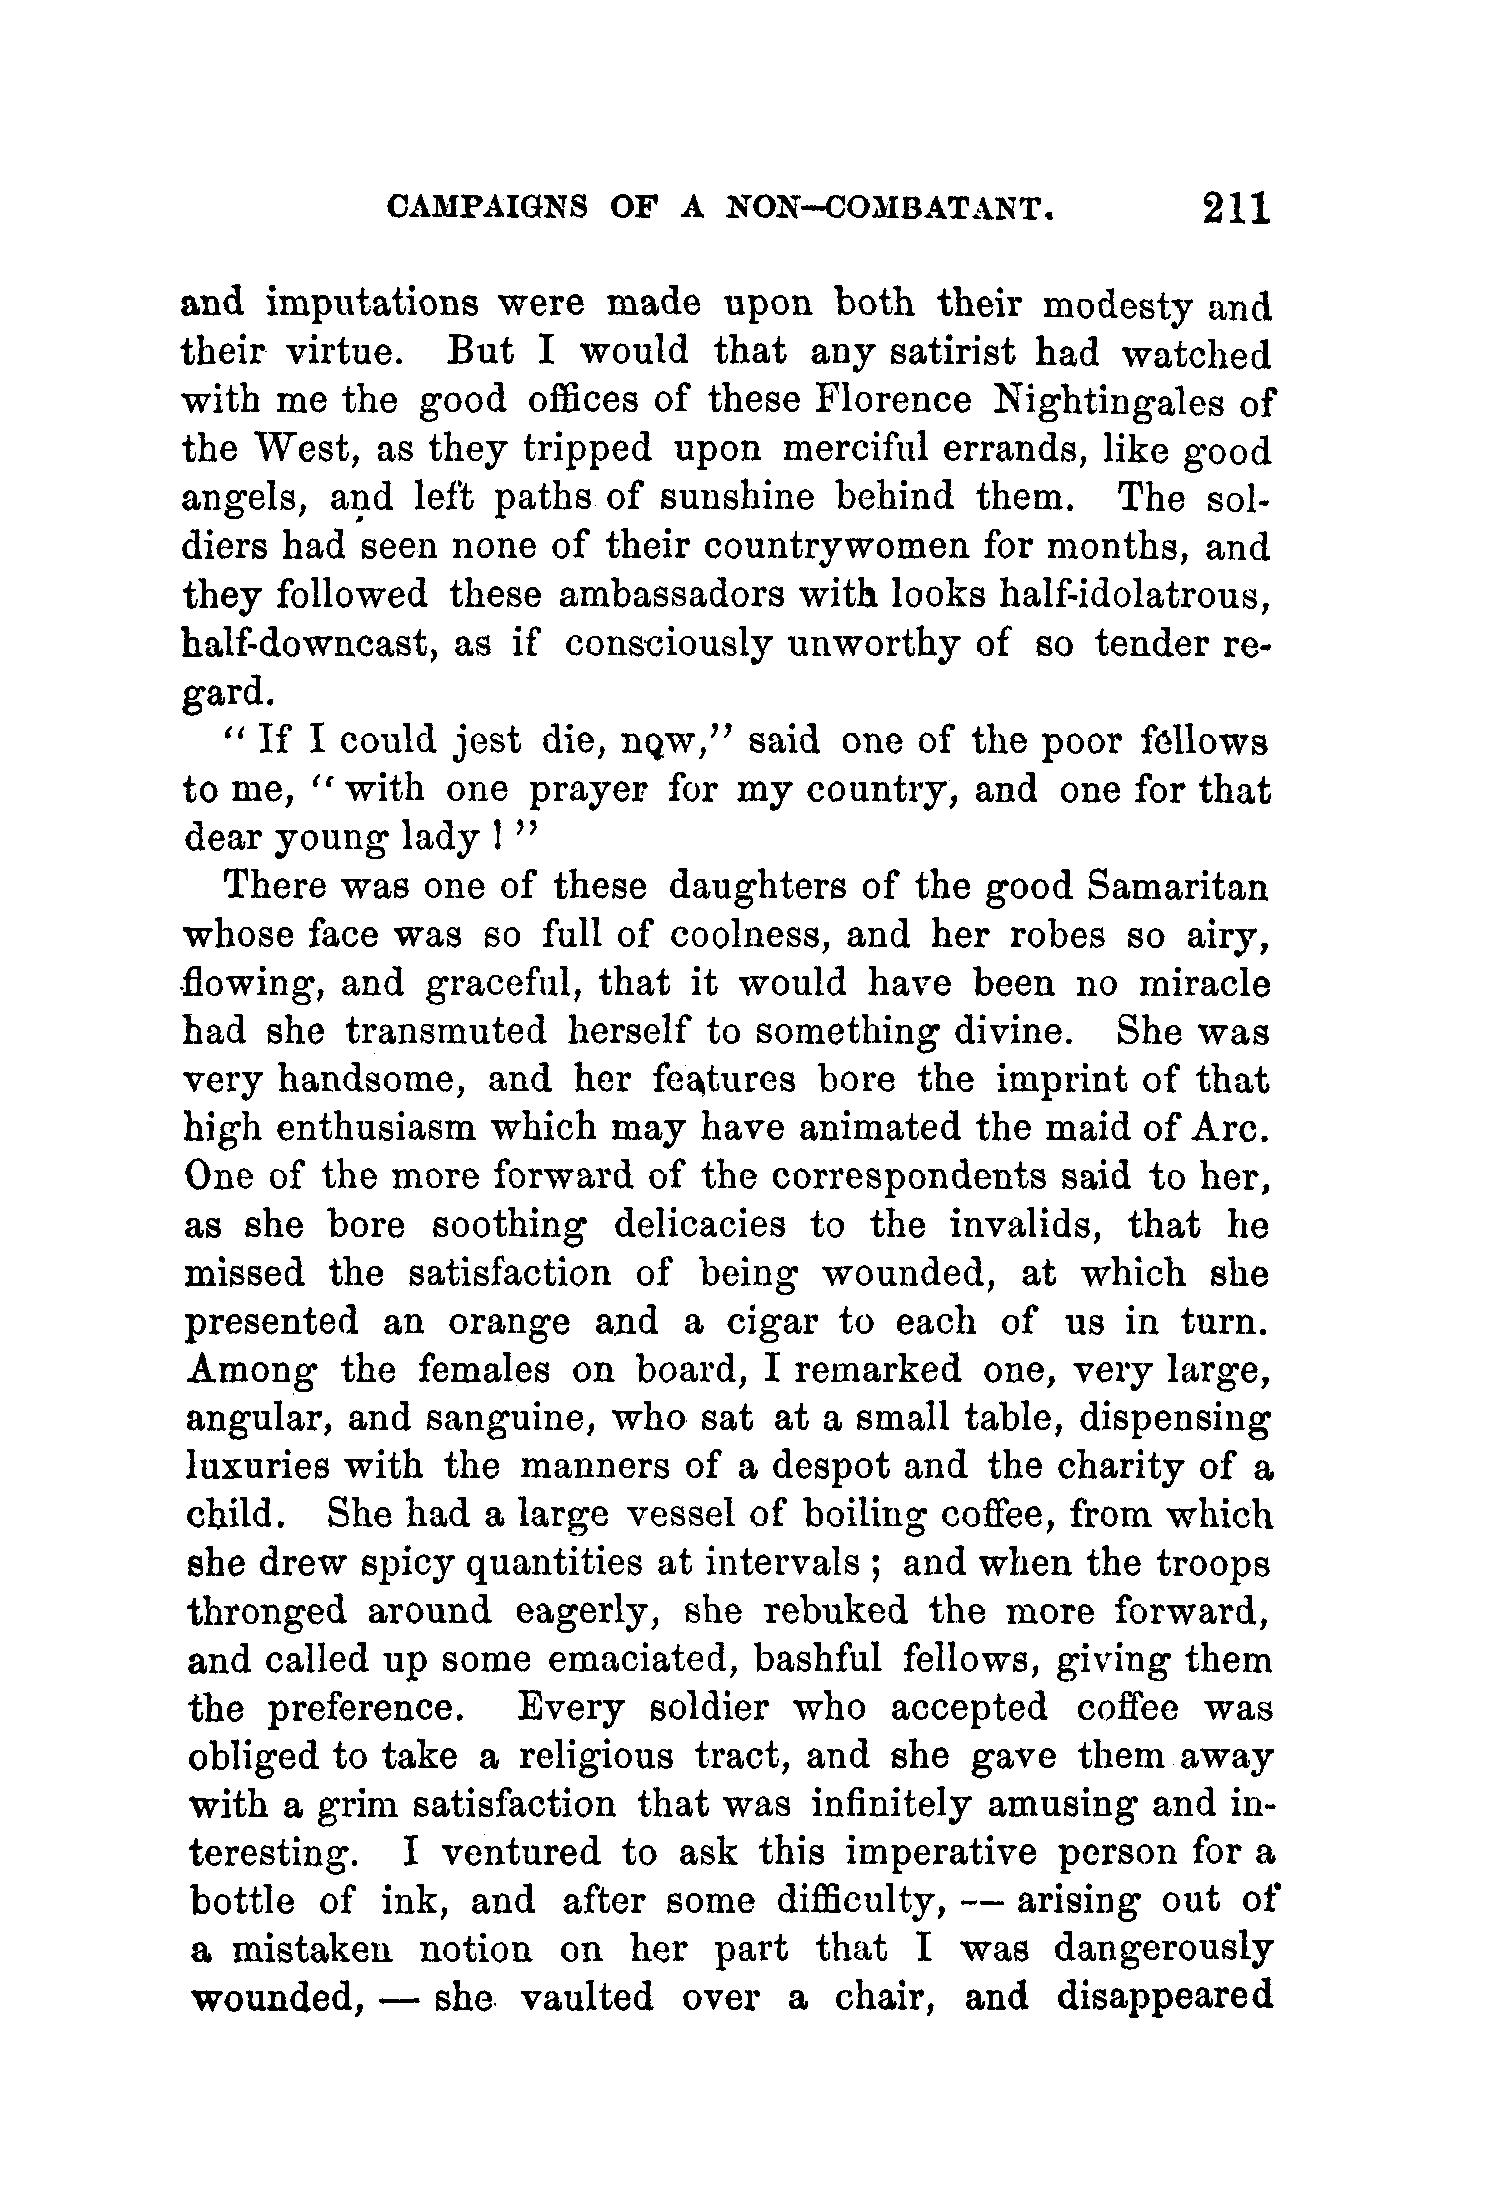 CAMPAIGNS OF A NON-COMBATANT. 211
and imputations were made upon both their modesty and
their virtue. But I would that any satirist had watched
with me the good offices of these Florence Nightingales of
the West, as they tripped upon merciful errands, like good
angels, and left paths of sunshine behind them. The sol-
diers had seen none of their countrywomen for months, and
they followed these ambassadors with looks half-idolatrous,
half-downcast, as if consciously unworthy of so tender re-
gard.
"If I could jest die, now," said one of the poor fellows
to me, "with one prayer for my country, and one for that
dear young lady!"
There was one of these daughters of the good Samaritan
whose face was so full of coolness, and her robes so airy,
flowing, and graceful, that it would have been no miracle
had she transmuted herself to something divine. She was
very handsome, and her features bore the imprint of that
high enthusiasm which may have animated the maid of Arc.
One of the more forward of the correspondents said to her,
as she bore soothing delicacies to the invalids, that he
missed the satisfaction of being wounded, at which she
presented an orange and a cigar to each of us in turn.
Among the females on board, I remarked one, very large,
angular, and sanguine, who sat at a small table, dispensing
luxuries with the manners of a despot and the charity of a
child. She had a large vessel of boiling coffee, from which
she drew spicy quantities at intervals; and when the troops
thronged around eagerly, she rebuked the more forward,
and called up some emaciated, bashful fellows, giving them
the preference. Every soldier who accepted coffee was
obliged to take a religious tract, and she gave them away
with a grim satisfaction that was infinitely amusing and in-
teresting. I ventured to ask this imperative person for a
bottle of ink, and after some difficulty, — arising out of
a mistaken notion on her part that I was dangerously
wounded, — she vaulted over a chair, and disappeared